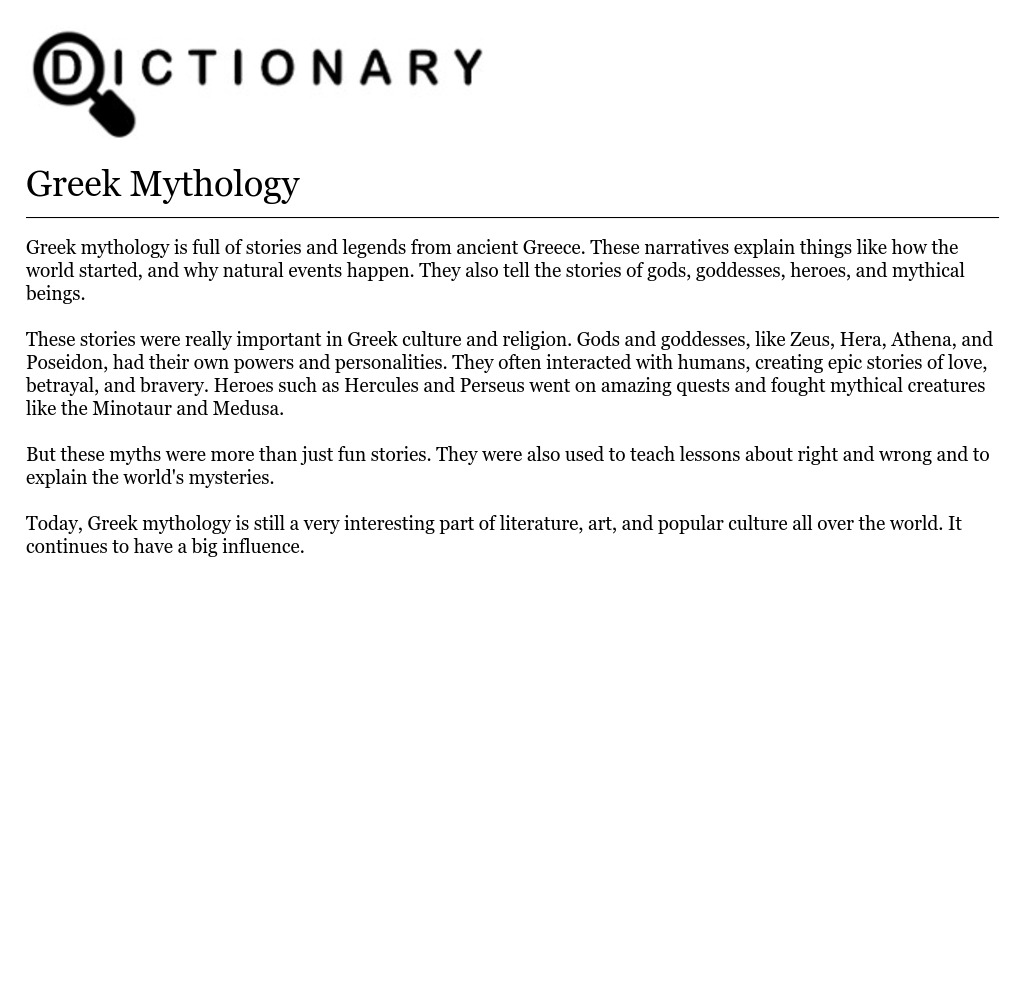 DICTIONARY
Greek Mythology
Greek mythology is full of stories and legends from ancient Greece. These narratives explain things like how the
world started, and why natural events happen. They also tell the stories of gods, goddesses, heroes, and mythical
beings.
These stories were really important in Greek culture and religion. Gods and goddesses, like Zeus, Hera, Athena, and
Poseidon, had their own powers and personalities. They often interacted with humans, creating epic stories of love,
betrayal, and bravery. Heroes such as Hercules and Perseus went on amazing quests and fought mythical creatures
like the Minotaur and Medusa.
But these myths were more than just fun stories. They were also used to teach lessons about right and wrong and to
explain the world's mysteries.
Today, Greek mythology is still a very interesting part of literature, art, and popular culture all over the world. It
continues to have a big influence.